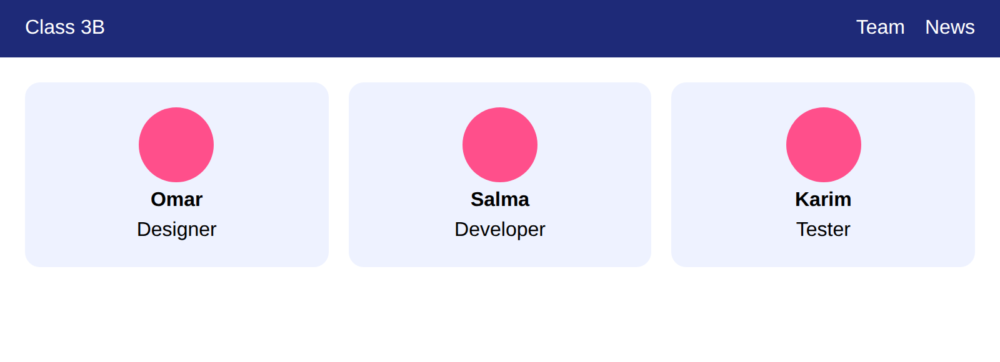 Class 3B
Team News
Omar
Designer
Salma
Developer
Karim
Tester